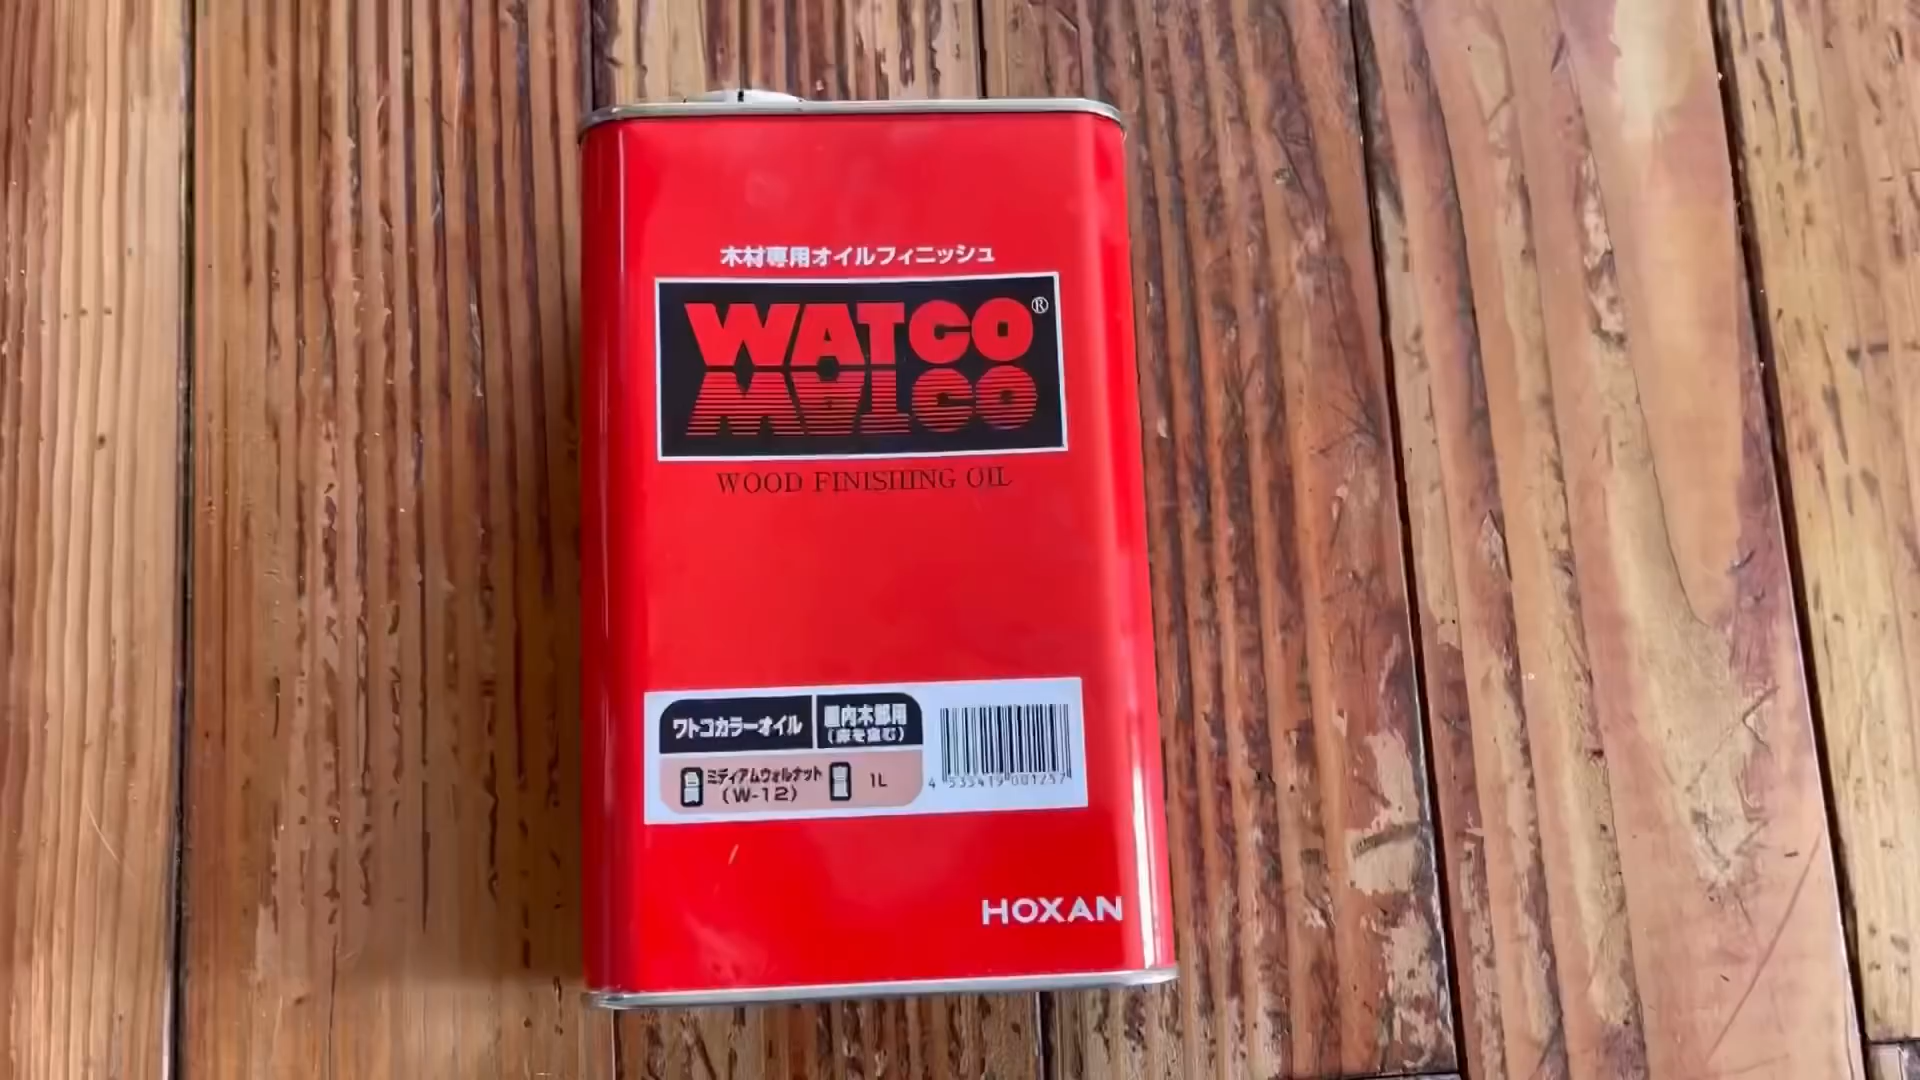 木材専用オイルフィニッシュ
WATCO®
WATCO
WOOD FINISHING OIL
ワトコカラーオイル
屋内木部用
(床を含む)
ミディアムウォルナット
(W-12)
1L
HOXAN